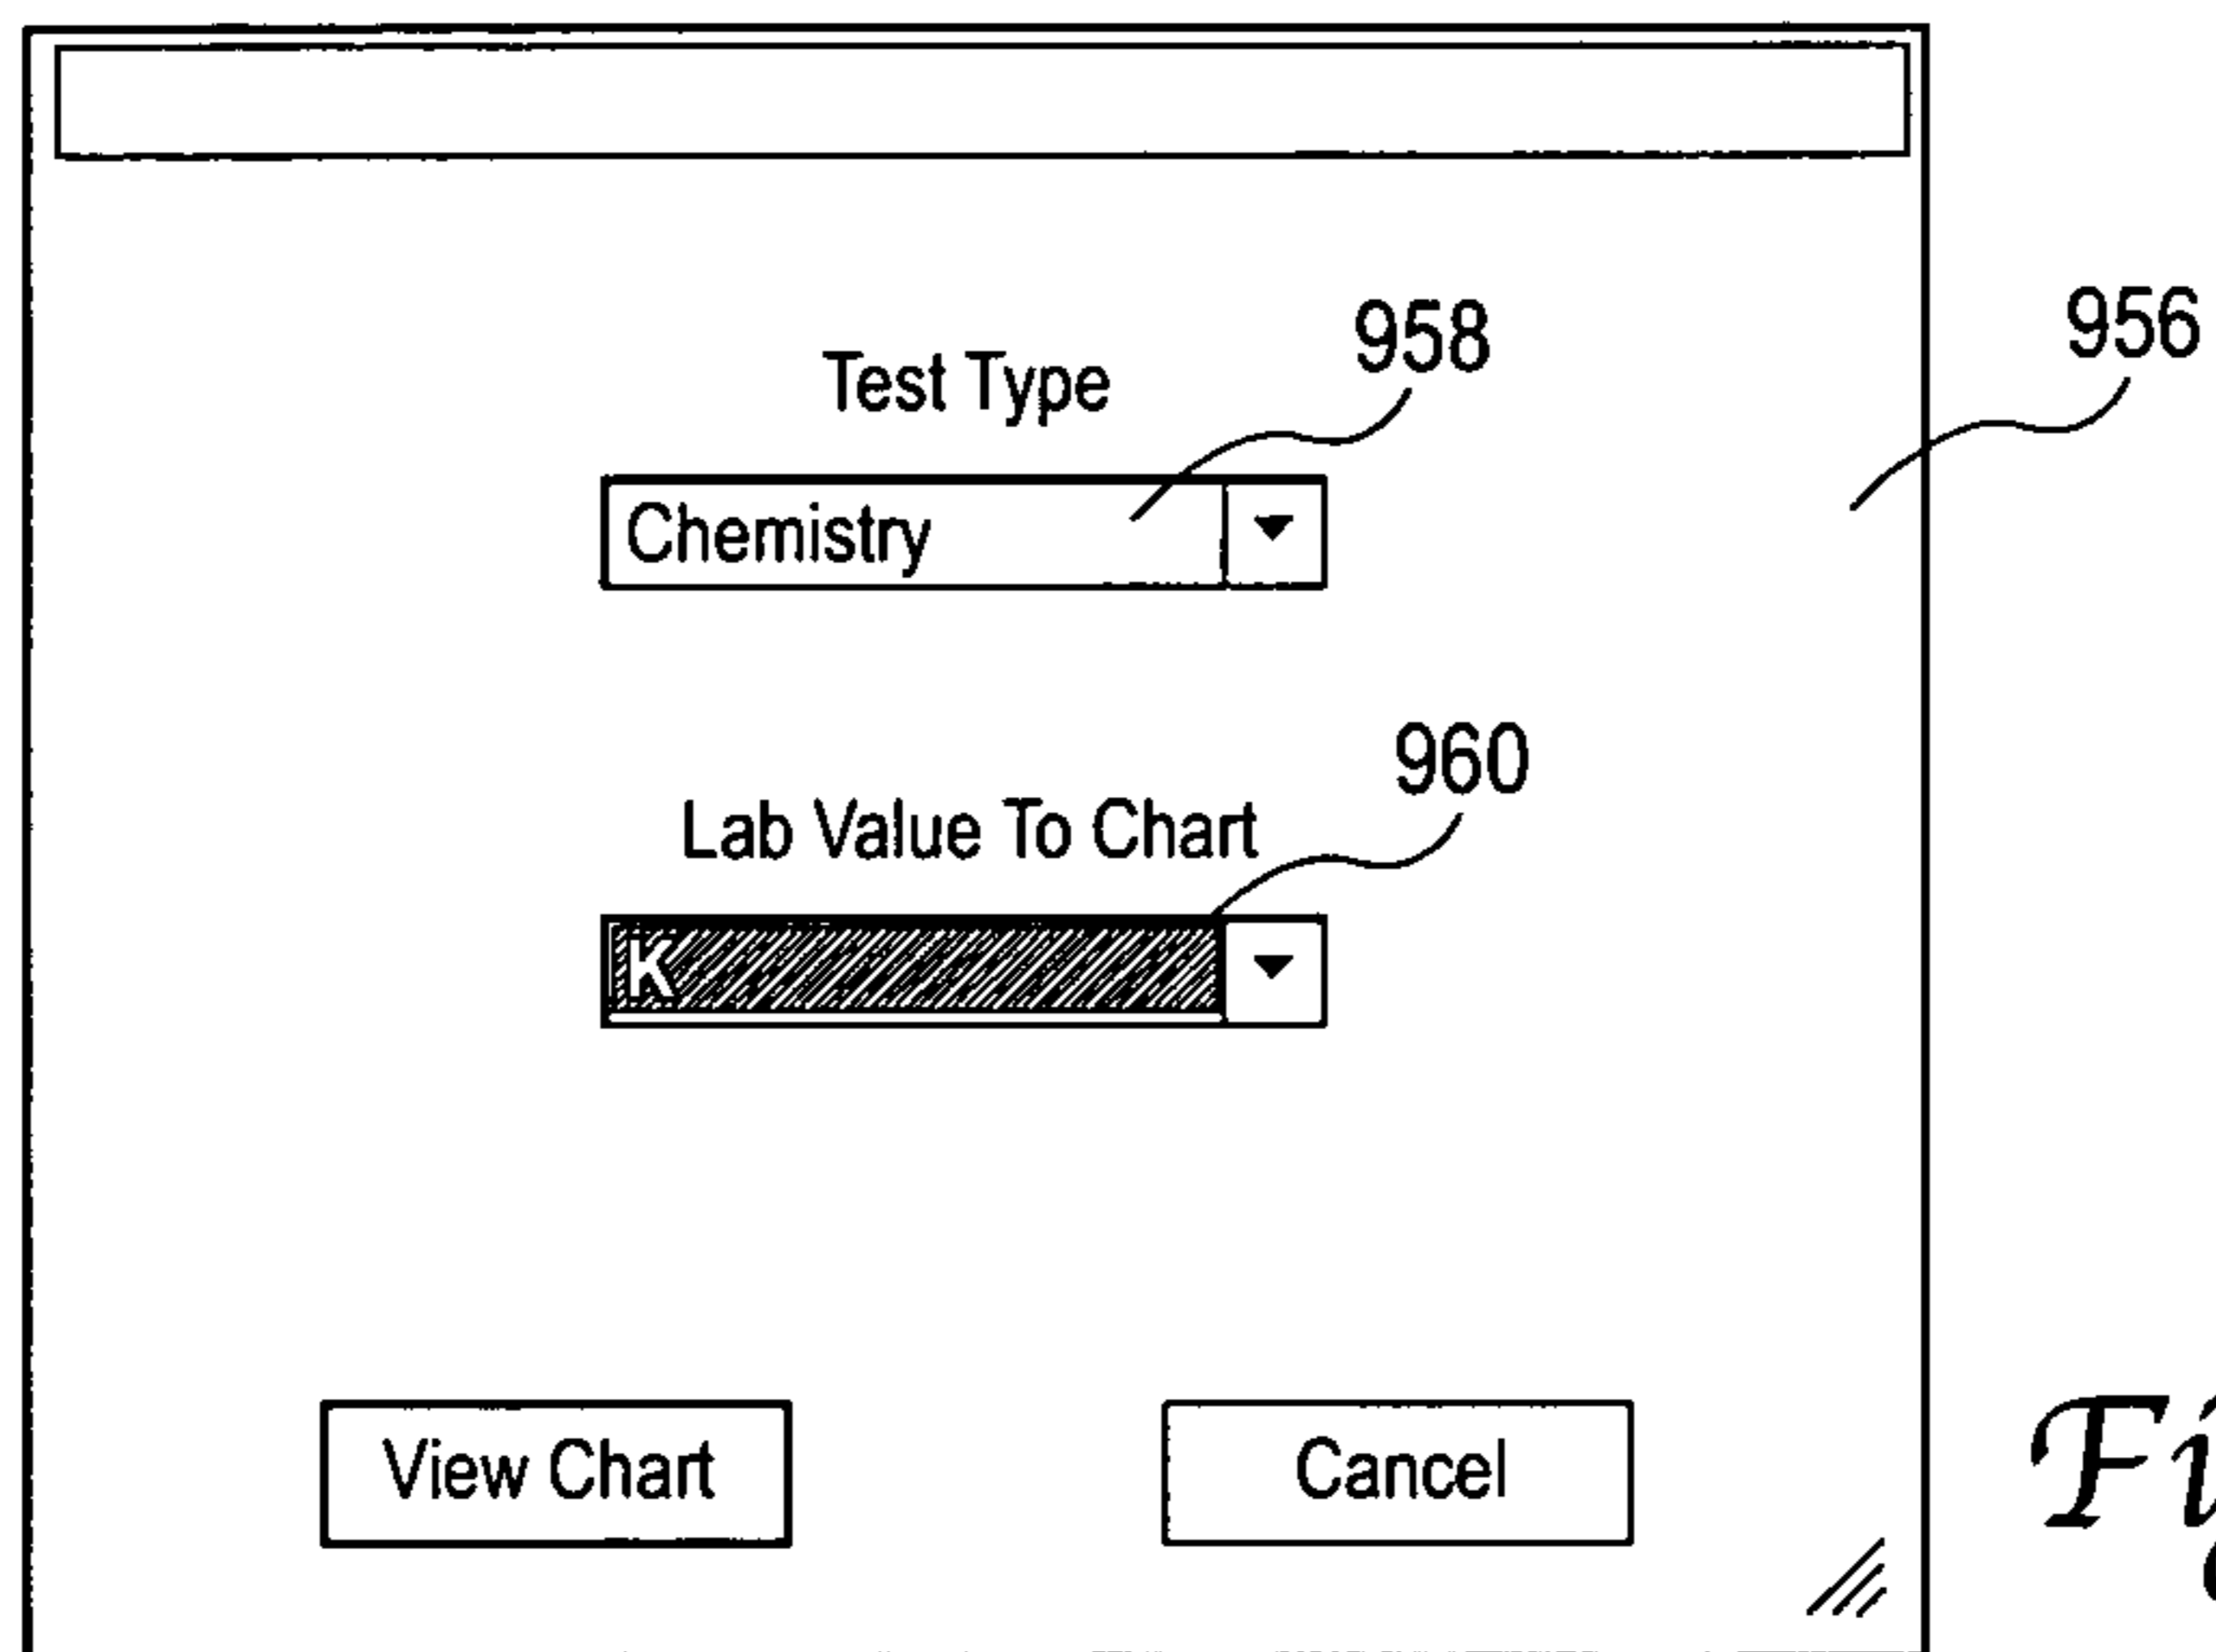 958
956
Test Type
Chemistry
960
Lab Value To Chart
K
View Chart
Cancel